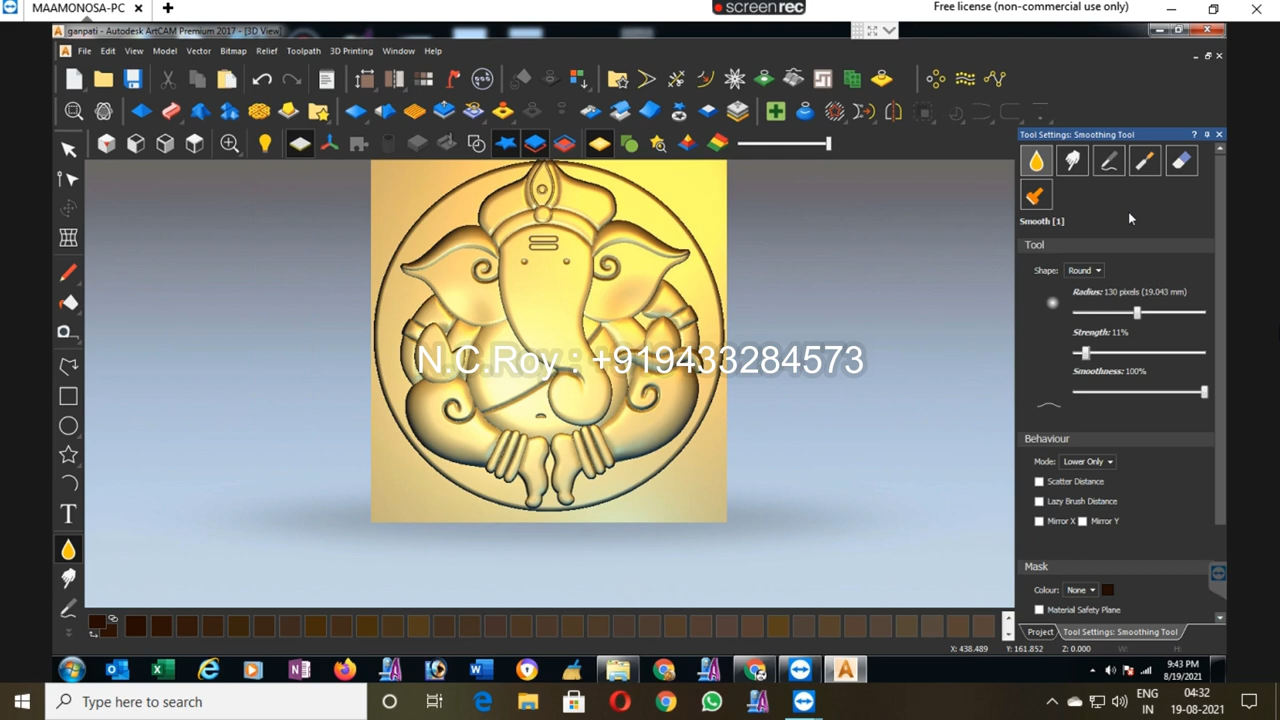 MAAMONOSA-PC
screenrec
Free license (non-commercial use only)
ganpati - Autodesk ArtCAM Premium 2017 - [3D View]
File Edit View Model Vector Bitmap Relief Toolpath 3D Printing Window Help
Tool Settings: Smoothing Tool
Smooth [1]
Tool
Shape: Round
Radius: 130 pixels (19.043 mm)
Strength: 11%
Smoothness: 100%
N.C.Roy : +919433284573
Behaviour
Mode: Lower Only
Scatter Distance
Lazy Brush Distance
Mirror X Mirror Y
Mask
Colour: None
Material Safety Plane
Project Tool Settings: Smoothing Tool
X: 438.489 Y: 161.852 Z: 0.000 W: H:
9:43 PM
8/19/2021
Type here to search
ENG
IN
04:32
19-08-2021